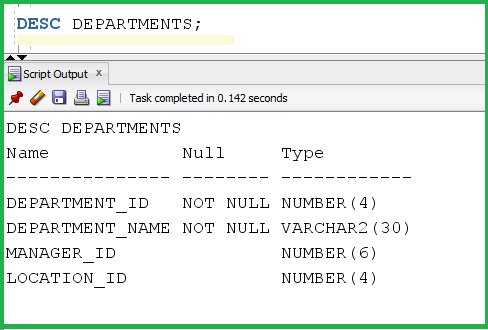 DESC DEPARTMENTS;
Script Output x
Task completed in 0.142 seconds
DESC DEPARTMENTS
Name            Null     Type
--------------- -------- ------------
DEPARTMENT_ID   NOT NULL NUMBER(4)
DEPARTMENT_NAME NOT NULL VARCHAR2(30)
MANAGER_ID               NUMBER(6)
LOCATION_ID              NUMBER(4)